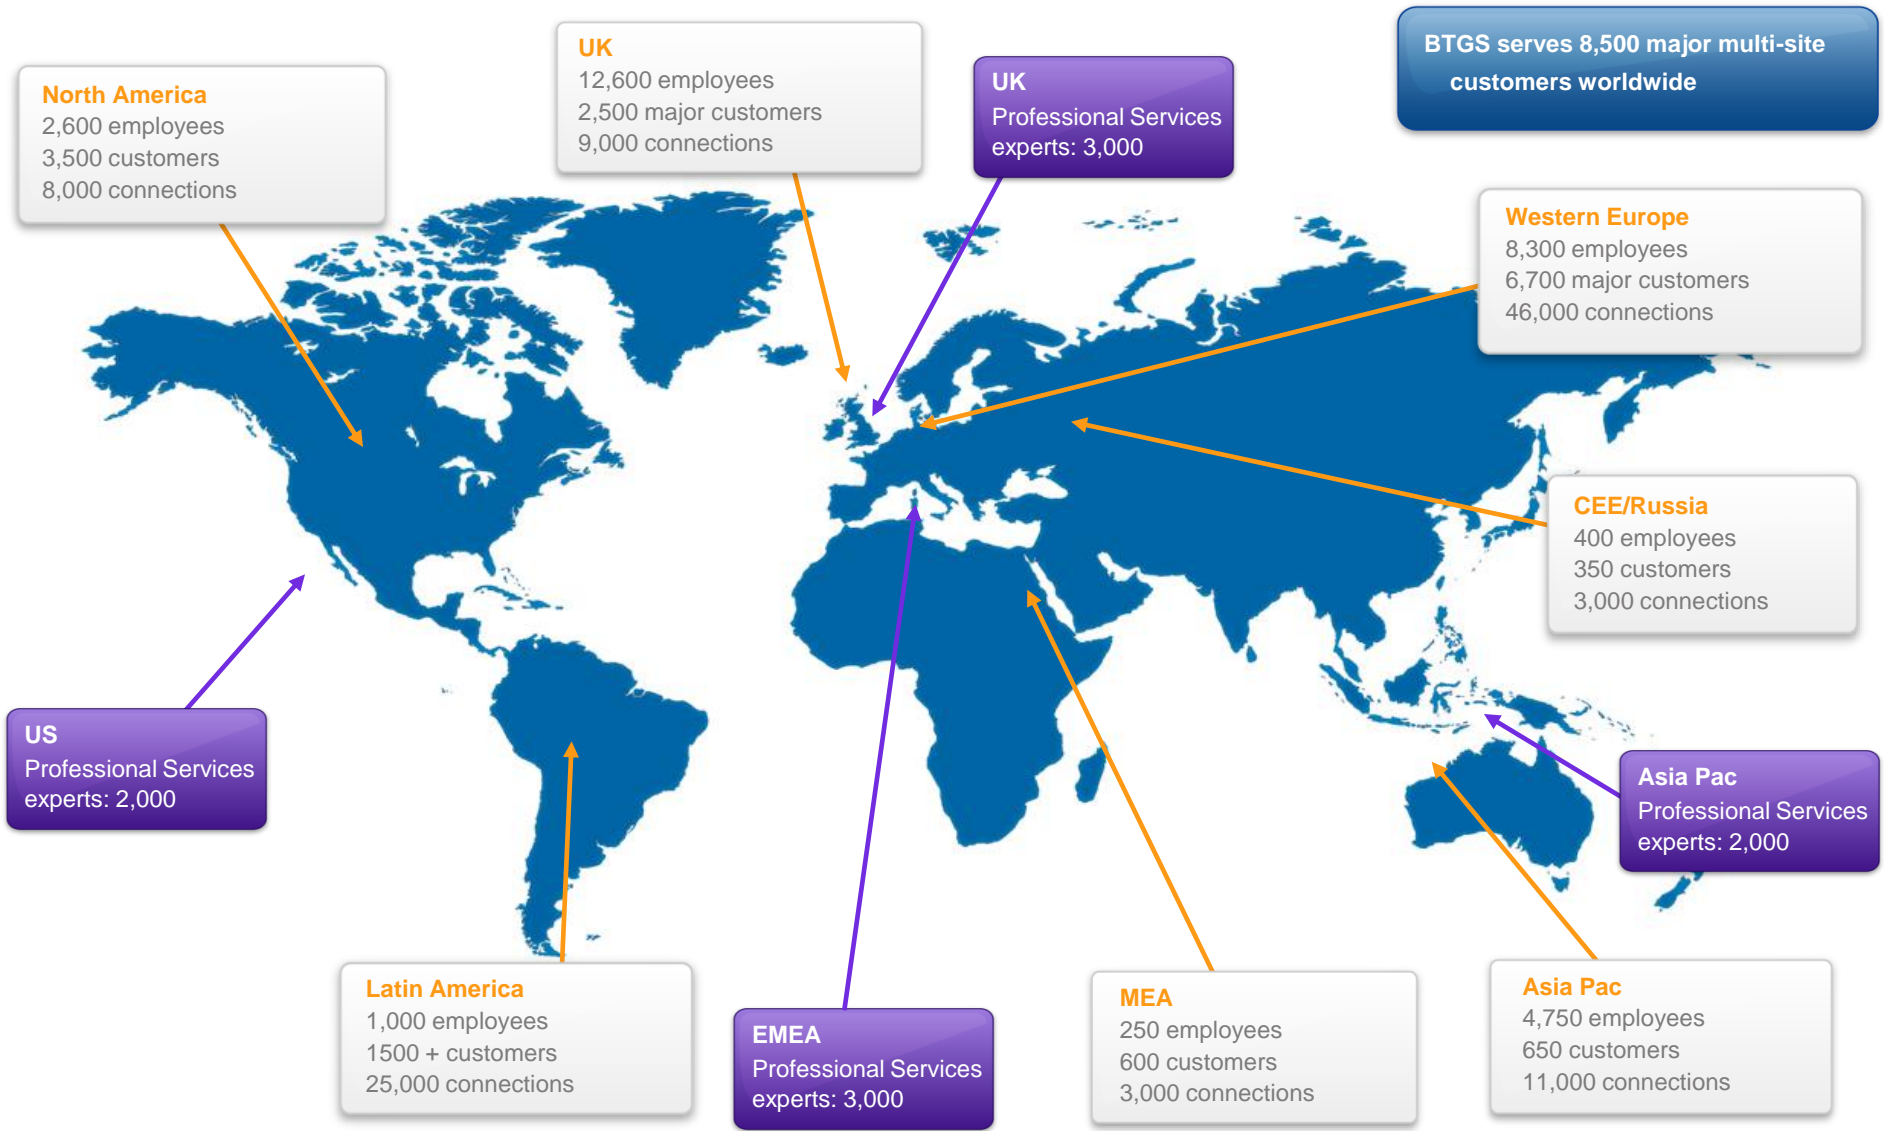 BTGS serves 8,500 major multi-site
customers worldwide
North America
2,600 employees
3,500 customers
8,000 connections
UK
12,600 employees
2,500 major customers
9,000 connections
UK
Professional Services
experts: 3,000
Western Europe
8,300 employees
6,700 major customers
46,000 connections
CEE/Russia
400 employees
350 customers
3,000 connections
US
Professional Services
experts: 2,000
Asia Pac
Professional Services
experts: 2,000
Latin America
1,000 employees
1500 + customers
25,000 connections
EMEA
Professional Services
experts: 3,000
MEA
250 employees
600 customers
3,000 connections
Asia Pac
4,750 employees
650 customers
11,000 connections